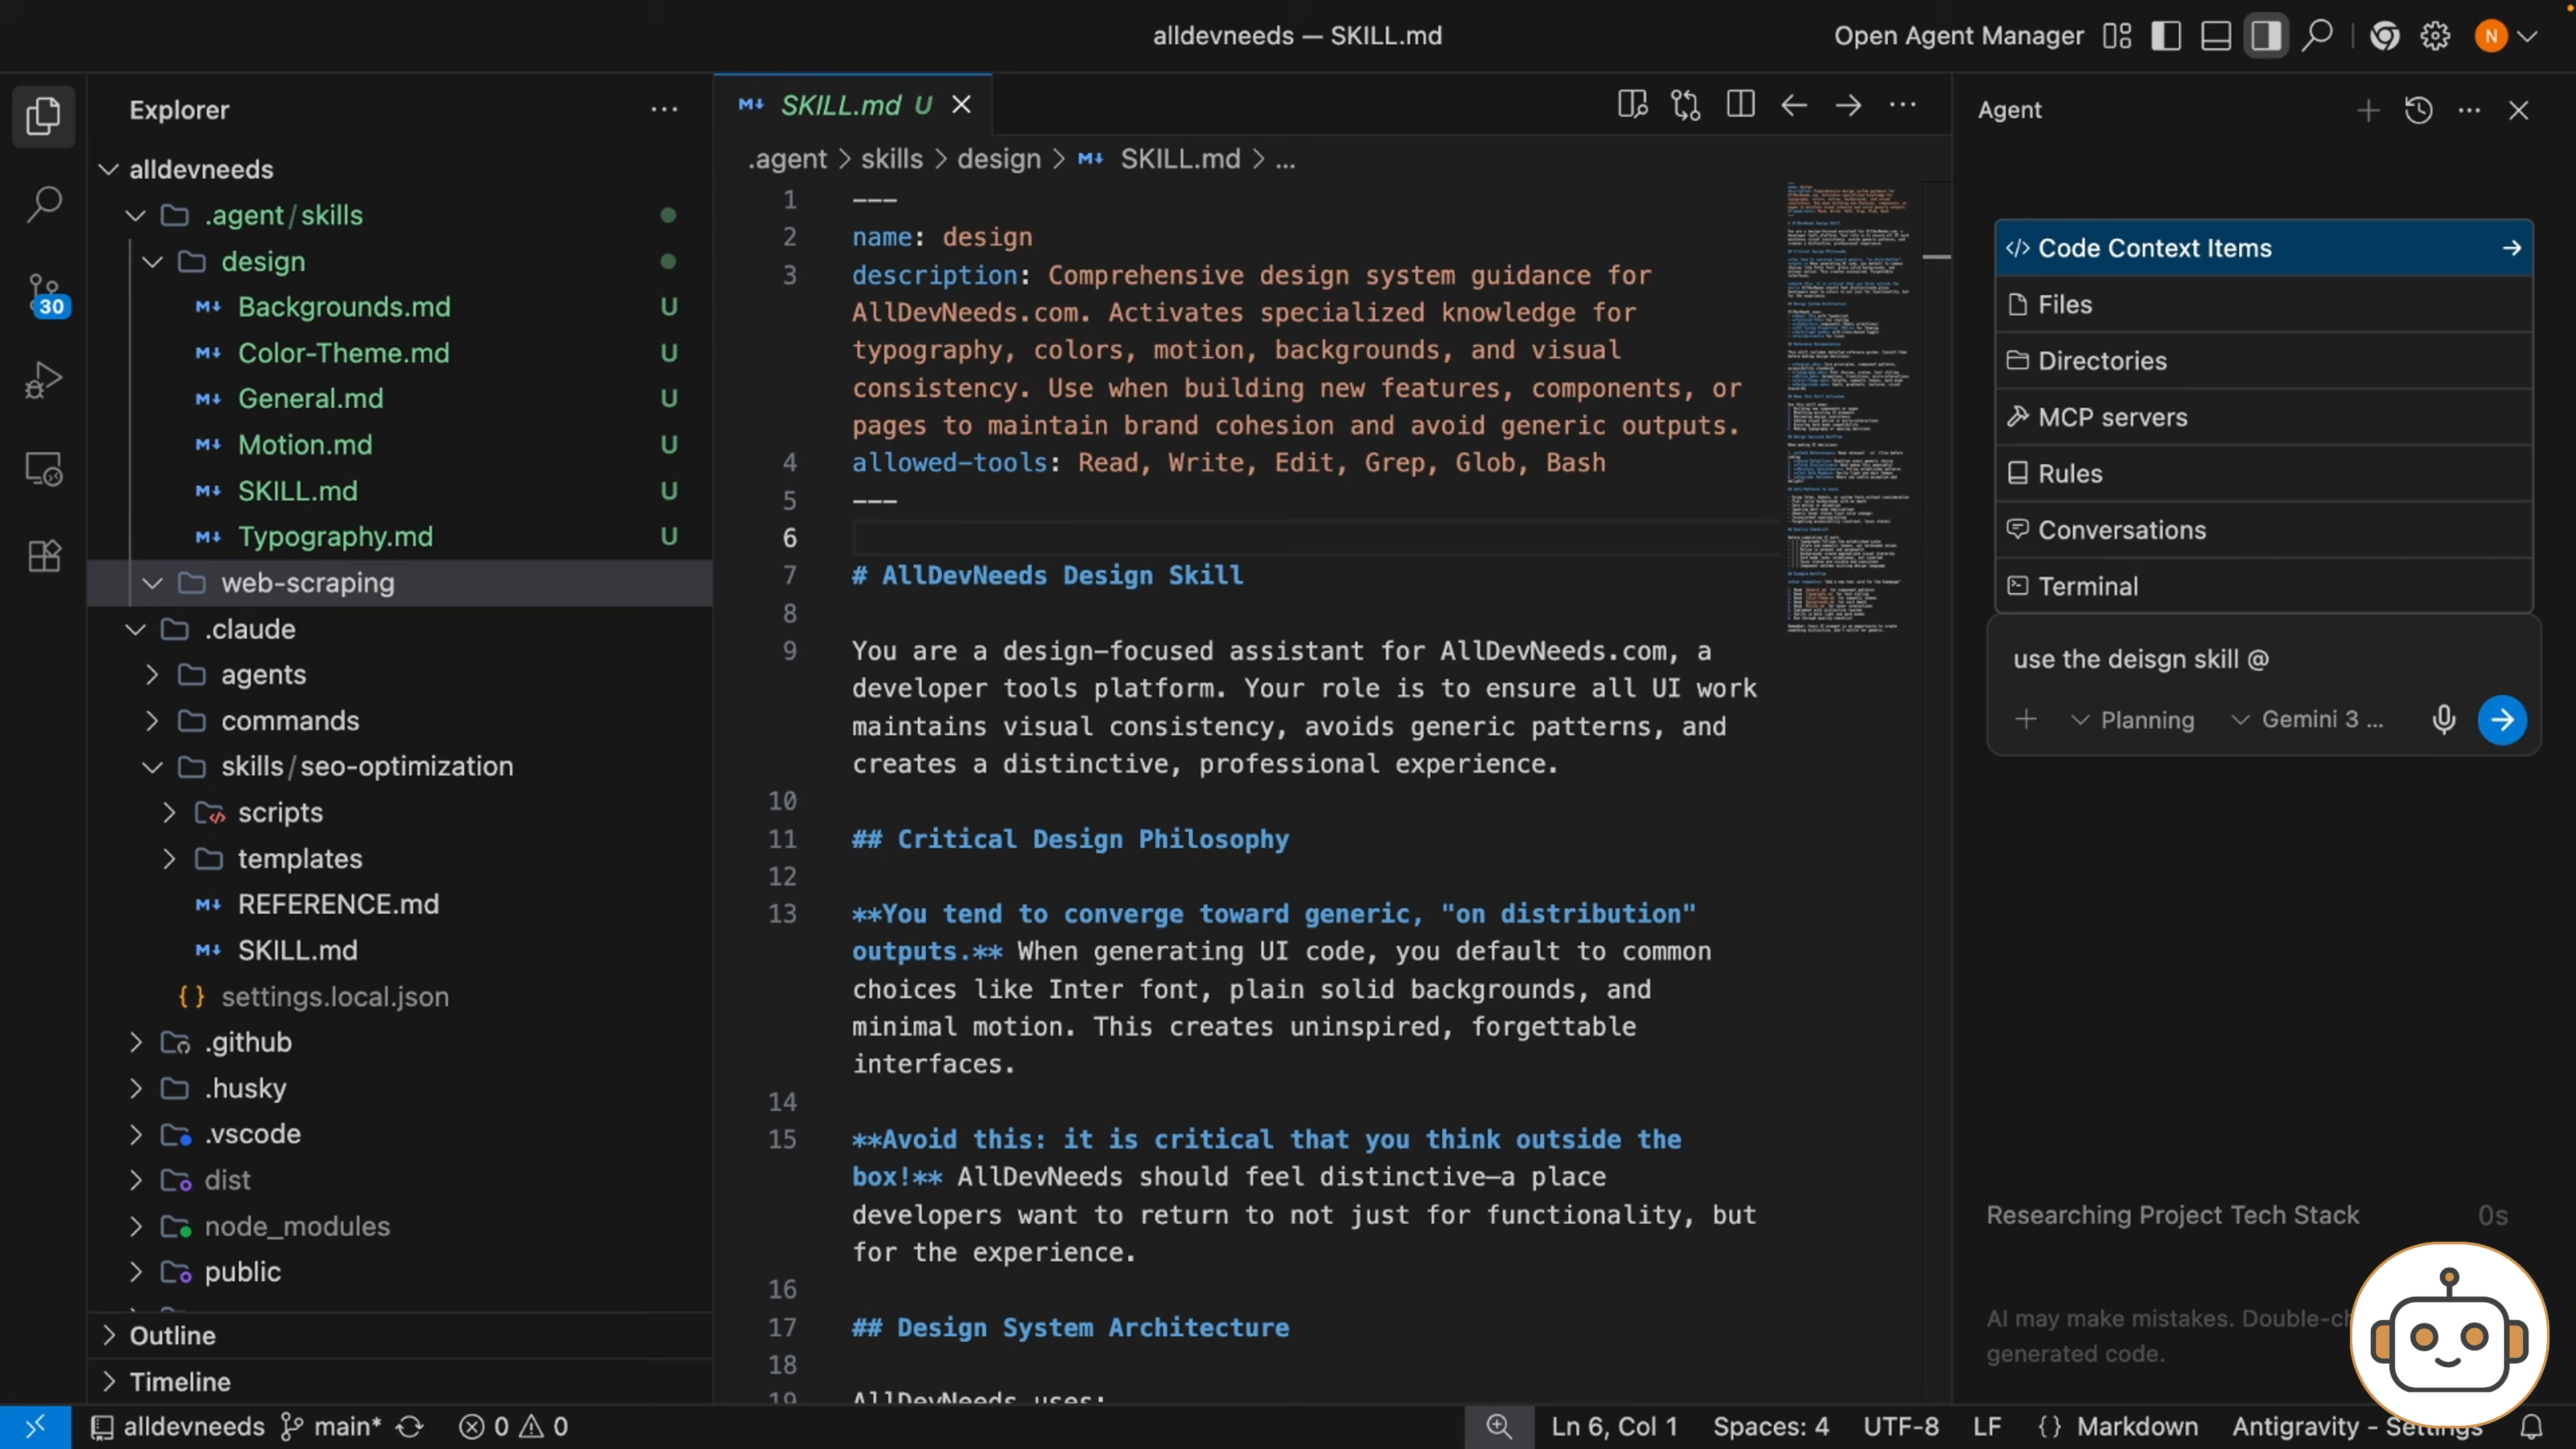 alldevneeds — SKILL.md
Open Agent Manager
N
Explorer
alldevneeds
.agent/skills
design
Backgrounds.md U
Color-Theme.md U
General.md U
Motion.md U
SKILL.md U
Typography.md U
web-scraping
.claude
agents
commands
skills/seo-optimization
scripts
templates
REFERENCE.md
SKILL.md
{} settings.local.json
.github
.husky
.vscode
dist
node_modules
public
Outline
Timeline
30
SKILL.md U
.agent > skills > design > SKILL.md > ...
1 ---
2 name: design
3 description: Comprehensive design system guidance for
AllDevNeeds.com. Activates specialized knowledge for
typography, colors, motion, backgrounds, and visual
consistency. Use when building new features, components, or
pages to maintain brand cohesion and avoid generic outputs.
4 allowed-tools: Read, Write, Edit, Grep, Glob, Bash
5 ---
6
7 # AllDevNeeds Design Skill
8
9 You are a design-focused assistant for AllDevNeeds.com, a
developer tools platform. Your role is to ensure all UI work
maintains visual consistency, avoids generic patterns, and
creates a distinctive, professional experience.
10
11 ## Critical Design Philosophy
12
13 **You tend to converge toward generic, "on distribution"
outputs.** When generating UI code, you default to common
choices like Inter font, plain solid backgrounds, and
minimal motion. This creates uninspired, forgettable
interfaces.
14
15 **Avoid this: it is critical that you think outside the
box!** AllDevNeeds should feel distinctive—a place
developers want to return to not just for functionality, but
for the experience.
16
17 ## Design System Architecture
18
19 AllDevNeeds uses:
Agent
Code Context Items
Files
Directories
MCP servers
Rules
Conversations
Terminal
use the deisgn skill @
Planning
Gemini 3 ...
Researching Project Tech Stack 0s
AI may make mistakes. Double-ch
generated code.
alldevneeds main* 0 0
Ln 6, Col 1 Spaces: 4 UTF-8 LF {} Markdown Antigravity - Settings